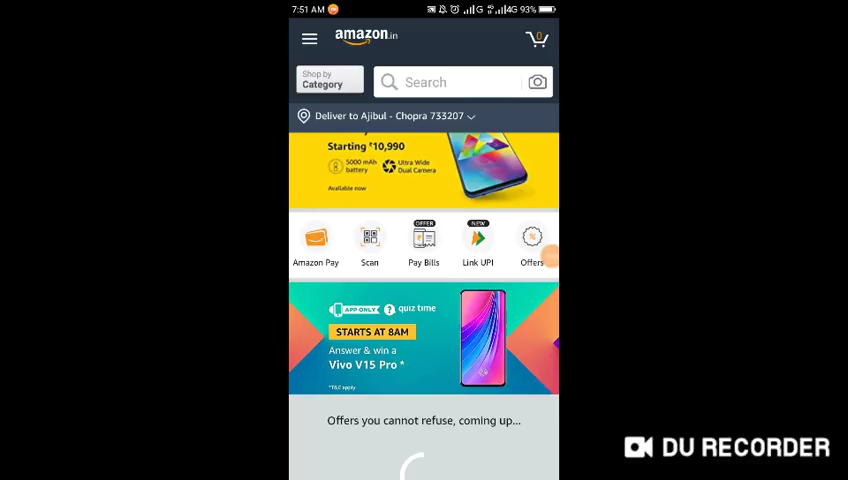 7:51 AM
G 4G 93%
amazon.in
0
Shop by
Category
Search
Deliver to Ajibul - Chopra 733207
Starting ₹10,990
5000 mAh
battery
Ultra Wide
Dual Camera
Available now
OFFER
NEW
Amazon Pay
Scan
Pay Bills
Link UPI
Offers
APP ONLY ? quiz time
STARTS AT 8AM
Answer & win a
Vivo V15 Pro *
*T&C apply
Offers you cannot refuse, coming up...
DU RECORDER